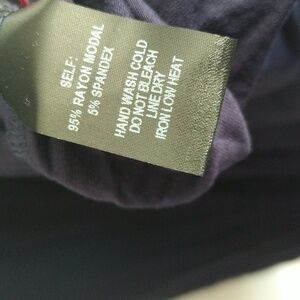 SELF:
95% RAYON MODAL
5% SPANDEX
HAND WASH COLD
DO NOT BLEACH
LINE DRY
IRON LOW HEAT